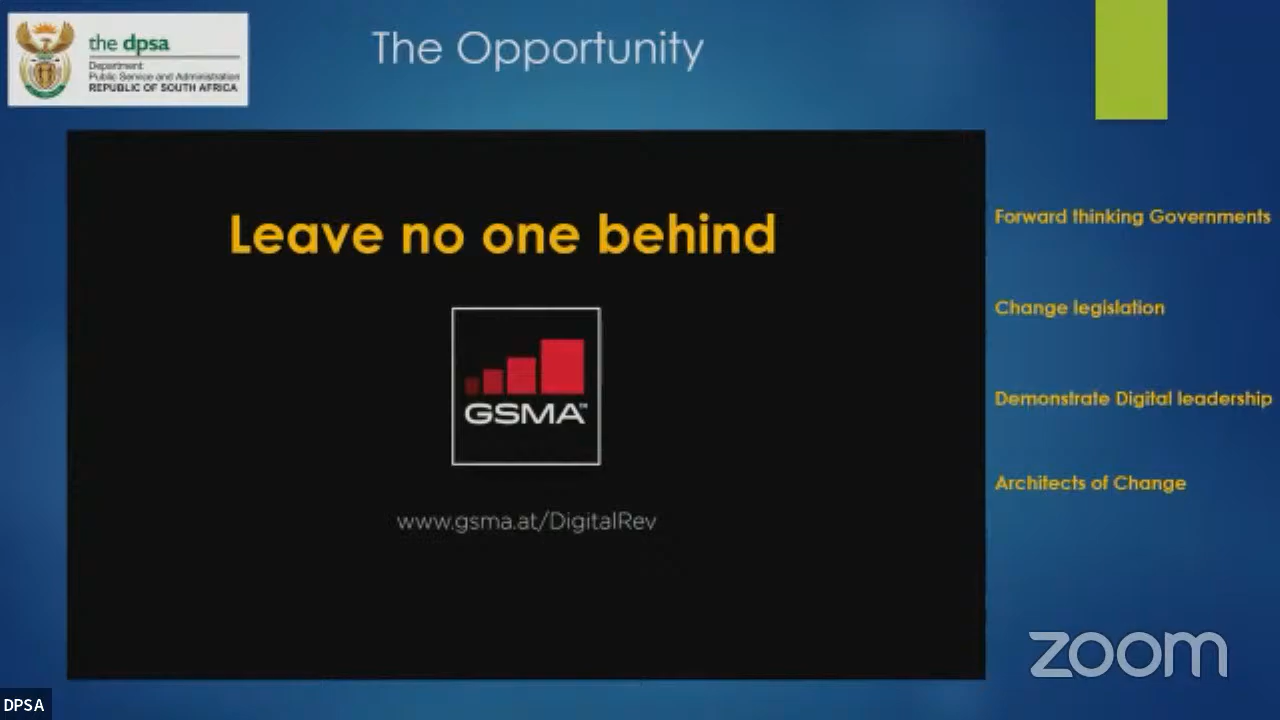 the dpsa
Department:
Public Service and Administration
REPUBLIC OF SOUTH AFRICA
The Opportunity
Leave no one behind
GSMA™
www.gsma.at/DigitalRev
Forward thinking Governments
Change legislation
Demonstrate Digital leadership
Architects of Change
zoom
DPSA